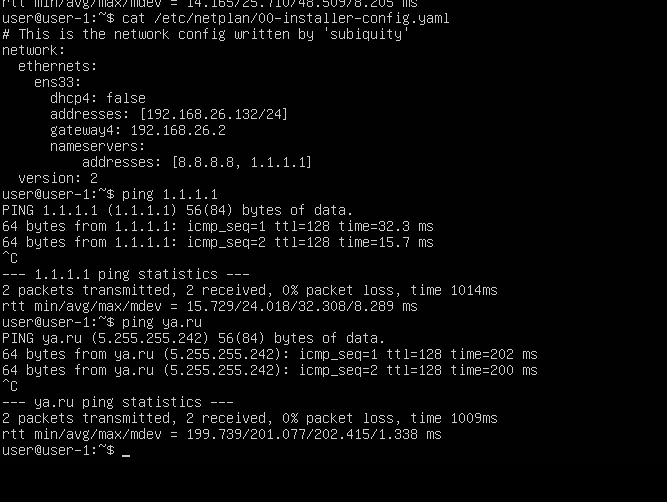 rtt min/avg/max/mdev = 14.165/25.710/48.509/8.205 ms
user@user-1:~$ cat /etc/netplan/00-installer-config.yaml
# This is the network config written by 'subiquity'
network:
  ethernets:
    ens33:
      dhcp4: false
      addresses: [192.168.26.132/24]
      gateway4: 192.168.26.2
      nameservers:
          addresses: [8.8.8.8, 1.1.1.1]
  version: 2
user@user-1:~$ ping 1.1.1.1
PING 1.1.1.1 (1.1.1.1) 56(84) bytes of data.
64 bytes from 1.1.1.1: icmp_seq=1 ttl=128 time=32.3 ms
64 bytes from 1.1.1.1: icmp_seq=2 ttl=128 time=15.7 ms
^C
--- 1.1.1.1 ping statistics ---
2 packets transmitted, 2 received, 0% packet loss, time 1014ms
rtt min/avg/max/mdev = 15.729/24.018/32.308/8.289 ms
user@user-1:~$ ping ya.ru
PING ya.ru (5.255.255.242) 56(84) bytes of data.
64 bytes from ya.ru (5.255.255.242): icmp_seq=1 ttl=128 time=202 ms
64 bytes from ya.ru (5.255.255.242): icmp_seq=2 ttl=128 time=200 ms
^C
--- ya.ru ping statistics ---
2 packets transmitted, 2 received, 0% packet loss, time 1009ms
rtt min/avg/max/mdev = 199.739/201.077/202.415/1.338 ms
user@user-1:~$ _